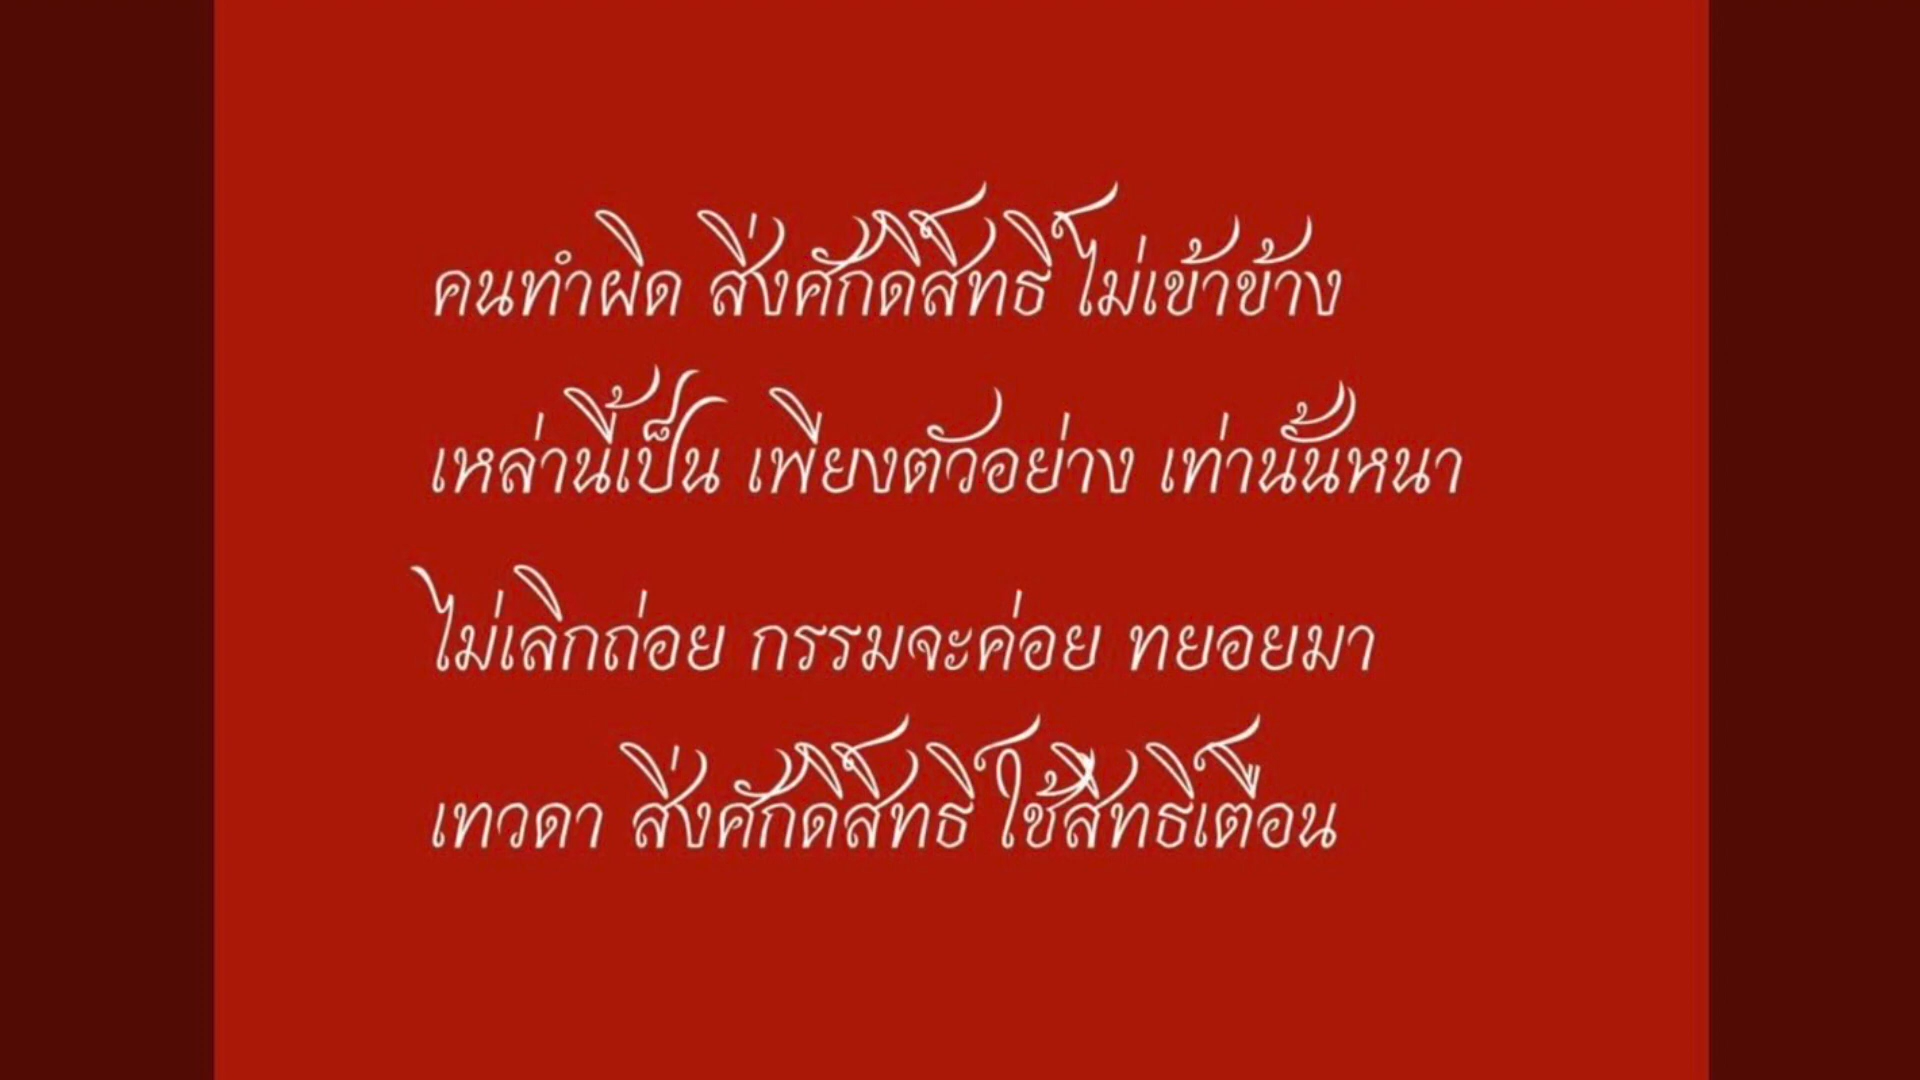 คนทำผิด สิ่งศักดิ์สิทธิ์ ไม่เข้าข้าง
เหล่านี้เป็น เพียงตัวอย่าง เท่านั้นหนา
ไม่เลิกถ่อย กรรมจะค่อย ทยอยมา
เทวดา สิ่งศักดิ์สิทธิ์ ใช้สิทธิเตือน